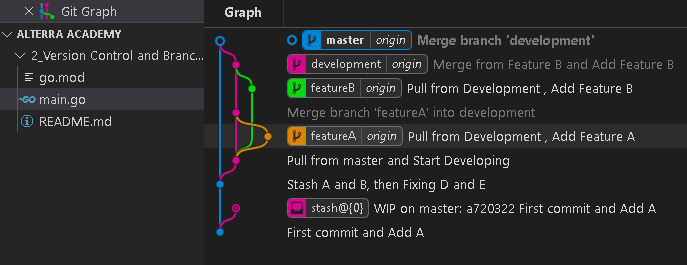 Git Graph
Graph
ALTERRA ACADEMY
2_Version Control and Branc...
go.mod
main.go
README.md
master origin Merge branch 'development'
development origin Merge from Feature B and Add Feature B
featureB origin Pull from Development , Add Feature B
Merge branch 'featureA' into development
featureA origin Pull from Development , Add Feature A
Pull from master and Start Developing
Stash A and B, then Fixing D and E
stash@{0} WIP on master: a720322 First commit and Add A
First commit and Add A